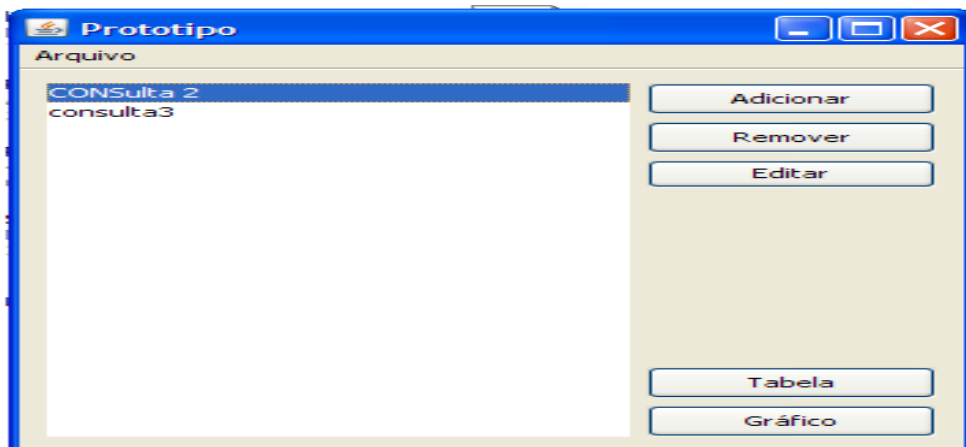 Prototipo
Arquivo
CONSulta 2
consulta3
Adicionar
Remover
Editar
Tabela
Gráfico